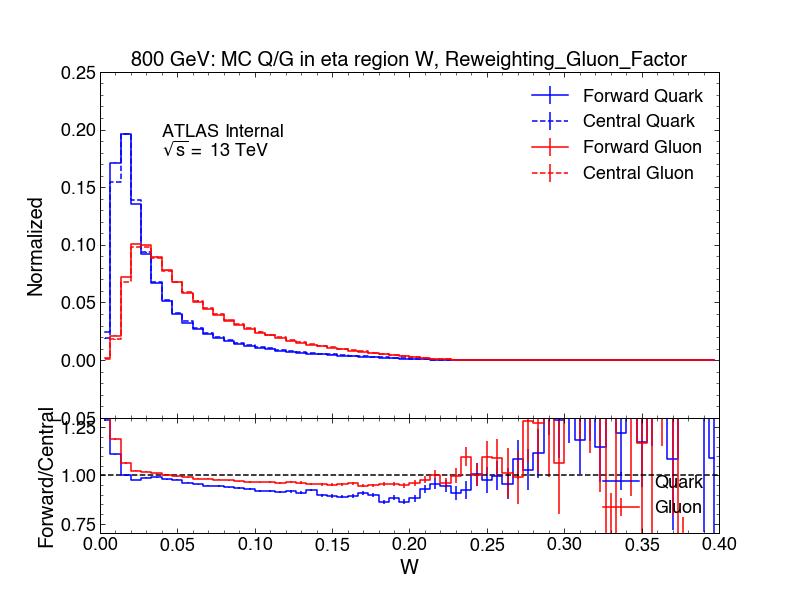 800 GeV: MC Q/G in eta region W, Reweighting_Gluon_Factor
0.25
0.20
0.15
0.10
0.05
0.00
0.05
Normalized
ATLAS Internal
√s = 13 TeV
Forward Quark
Central Quark
Forward Gluon
Central Gluon
1.25
1.00
0.75
Forward/Central
Quark
Gluon
0.00 0.05 0.10 0.15 0.20 0.25 0.30 0.35 0.40
W